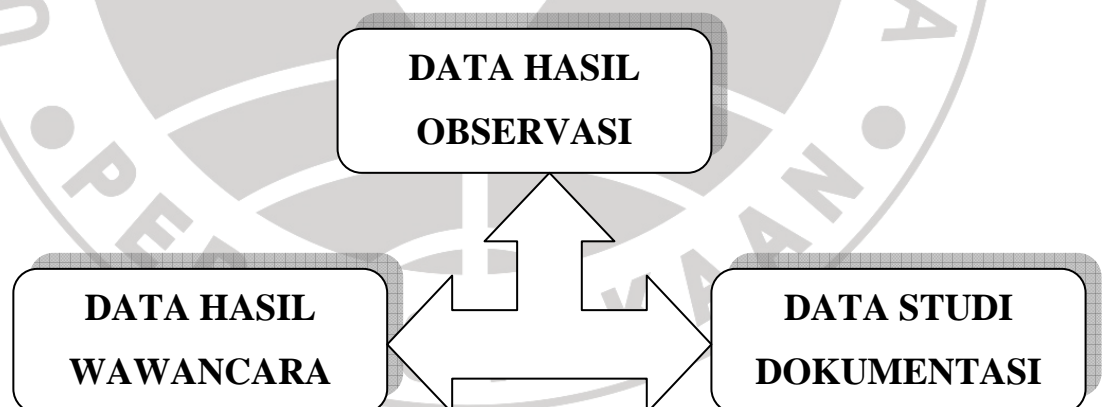 DATA HASIL
OBSERVASI
DATA HASIL
WAWANCARA
DATA STUDI
DOKUMENTASI